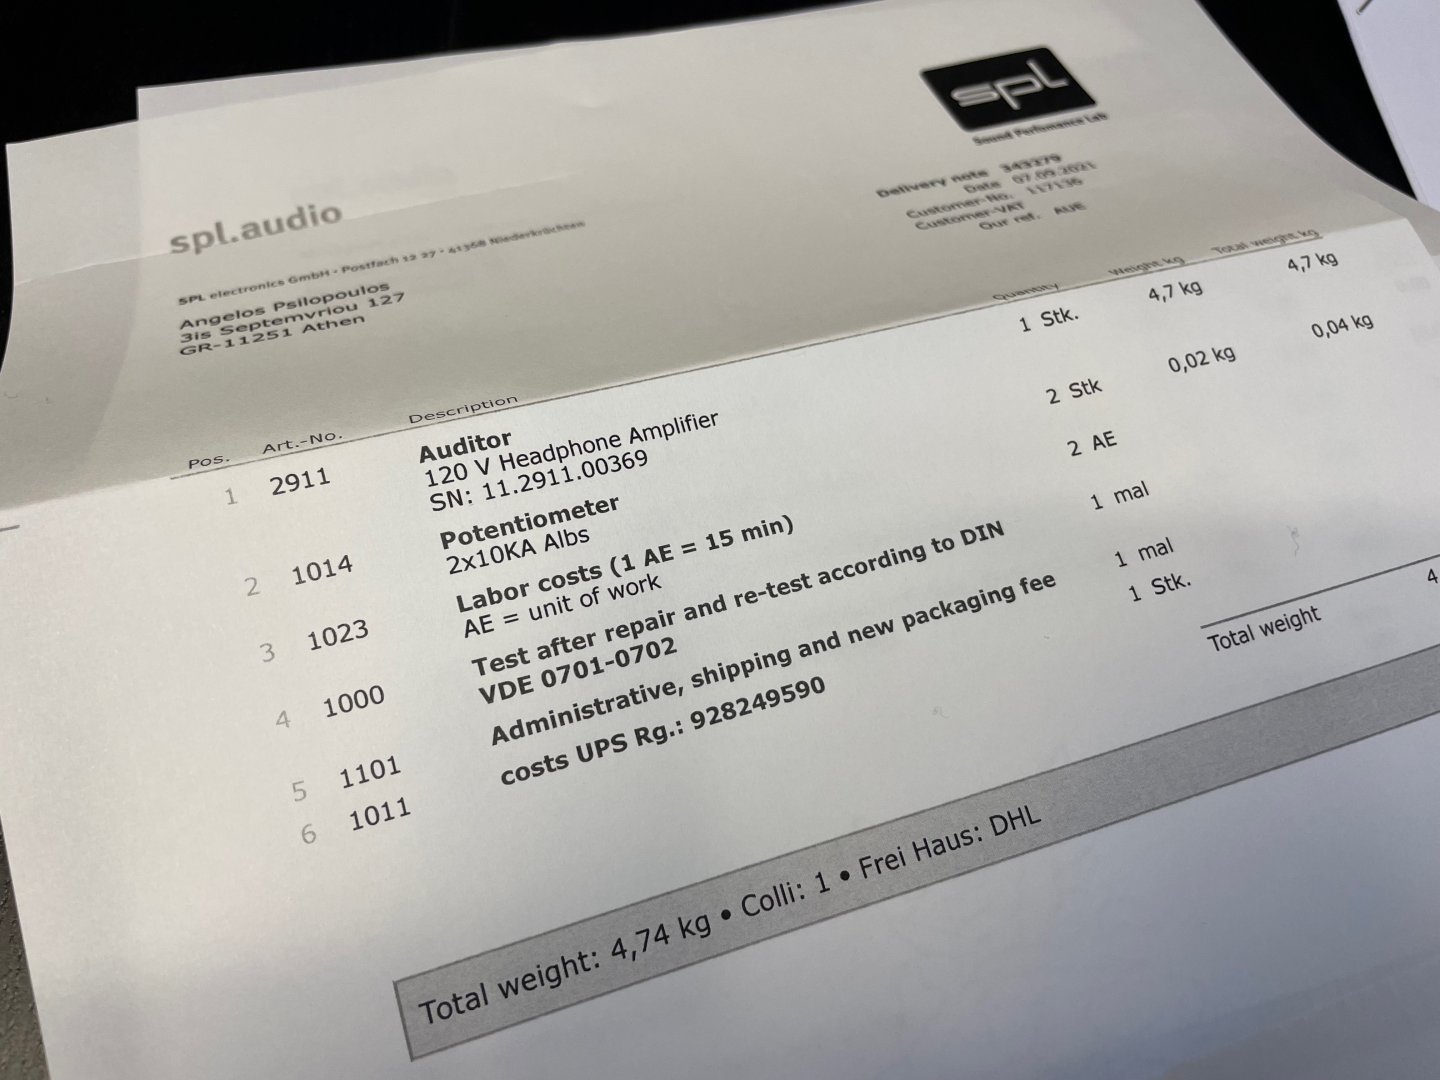 spl
Sound Perfomance Lab
spl.audio
Delivery note 343279
Date 07.09.2021
Customer-No. 117136
Customer-VAT
Our ref. AUE
SPL electronics GmbH • Postfach 12 27 • 41368 Niederkrüchten
Angelos Psilopoulos
3is Septemvriou 127
GR-11251 Athen
Pos. Art.-No. Description Quantity Weight kg Total weight kg
1 2911 Auditor 1 Stk. 4,7 kg 4,7 kg
120 V Headphone Amplifier
SN: 11.2911.00369
2 1014 Potentiometer 2 Stk 0,02 kg 0,04 kg
2x10KA Albs
3 1023 Labor costs (1 AE = 15 min) 2 AE
AE = unit of work
4 1000 Test after repair and re-test according to DIN 1 mal
VDE 0701-0702
5 1101 Administrative, shipping and new packaging fee 1 mal
6 1011 costs UPS Rg.: 928249590 1 Stk.
Total weight 4
Total weight: 4,74 kg • Colli: 1 • Frei Haus: DHL